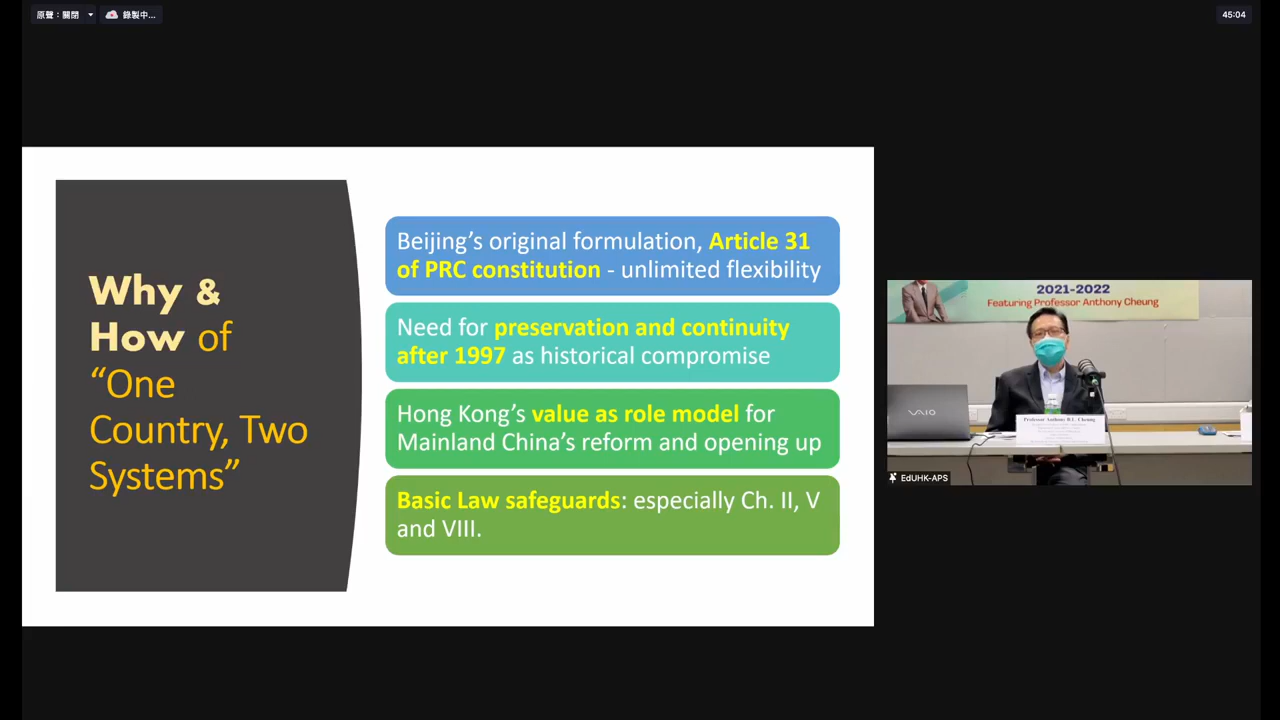 原聲：關閉
錄製中...
45:04
Why &
How of
“One
Country, Two
Systems”
Beijing’s original formulation, Article 31
of PRC constitution - unlimited flexibility
Need for preservation and continuity
after 1997 as historical compromise
Hong Kong’s value as role model for
Mainland China’s reform and opening up
Basic Law safeguards: especially Ch. II, V
and VIII.
2021-2022
Featuring Professor Anthony Cheung
VAIO
Professor Anthony B.L. Cheung
EdUHK-APS